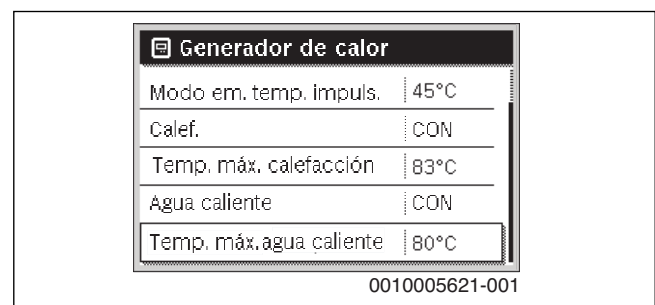 Generador de calor
Modo em. temp. impuls. 45°C
Calef. CON
Temp. máx. calefacción 83°C
Agua caliente CON
Temp. máx.agua caliente 80°C
0010005621-001